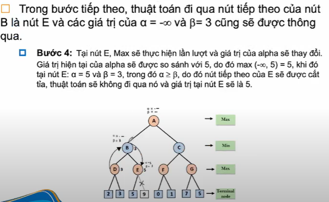 Trong bước tiếp theo, thuật toán đi qua nút tiếp theo của nút
B là nút E và các giá trị của α = -∞ và β= 3 cũng sẽ được thông
qua.
Bước 4: Tại nút E, Max sẽ thực hiện lần lượt và giá trị của alpha sẽ thay đổi.
Giá trị hiện tại của alpha sẽ được so sánh với 5, do đó max (-∞, 5) = 5, khi đó
tại nút E: α = 5 và β = 3, trong đó α ≥ β, do đó nút tiếp theo của E sẽ được cắt
tỉa, thuật toán sẽ không đi qua nó và giá trị tại nút E sẽ là 5.
A Max
B C Min
D E F G Max
2 3 5 9 0 1 7 5 Terminal
node